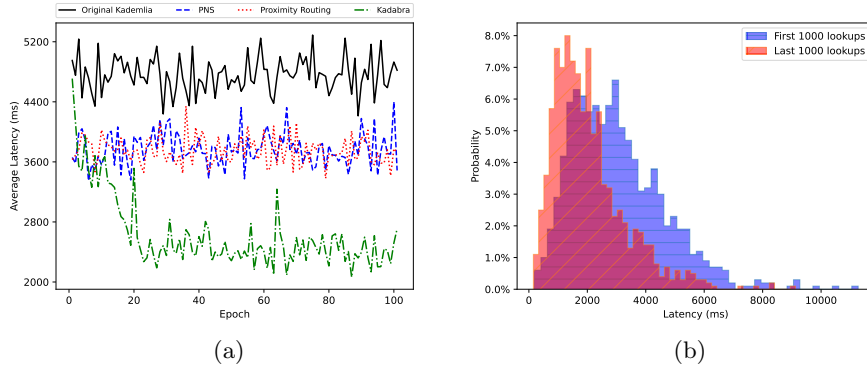 Original Kademlia PNS Proximity Routing Kadabra
5200
4400
3600
2800
2000
Average Latency (ms)
0 20 40 60 80 100
Epoch
(a)
First 1000 lookups
Last 1000 lookups
8.0%
7.0%
6.0%
5.0%
4.0%
3.0%
2.0%
1.0%
0.0%
Probability
0 2000 4000 6000 8000 10000
Latency (ms)
(b)